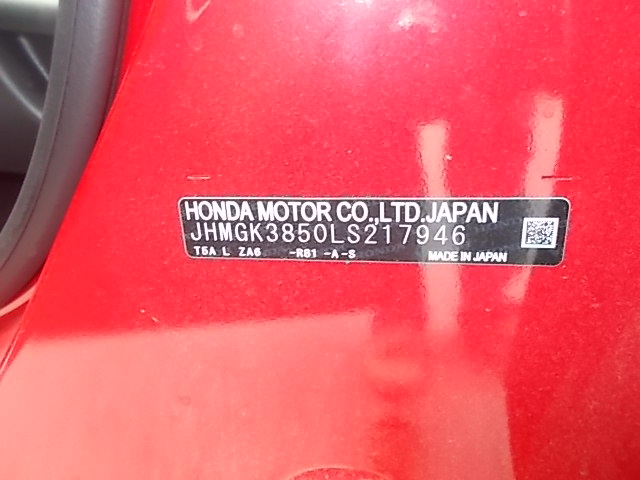 HONDA MOTOR CO.,LTD.JAPAN
JHMGK3850LS217946
T5A L ZA6 -R81 -A-S
MADE IN JAPAN